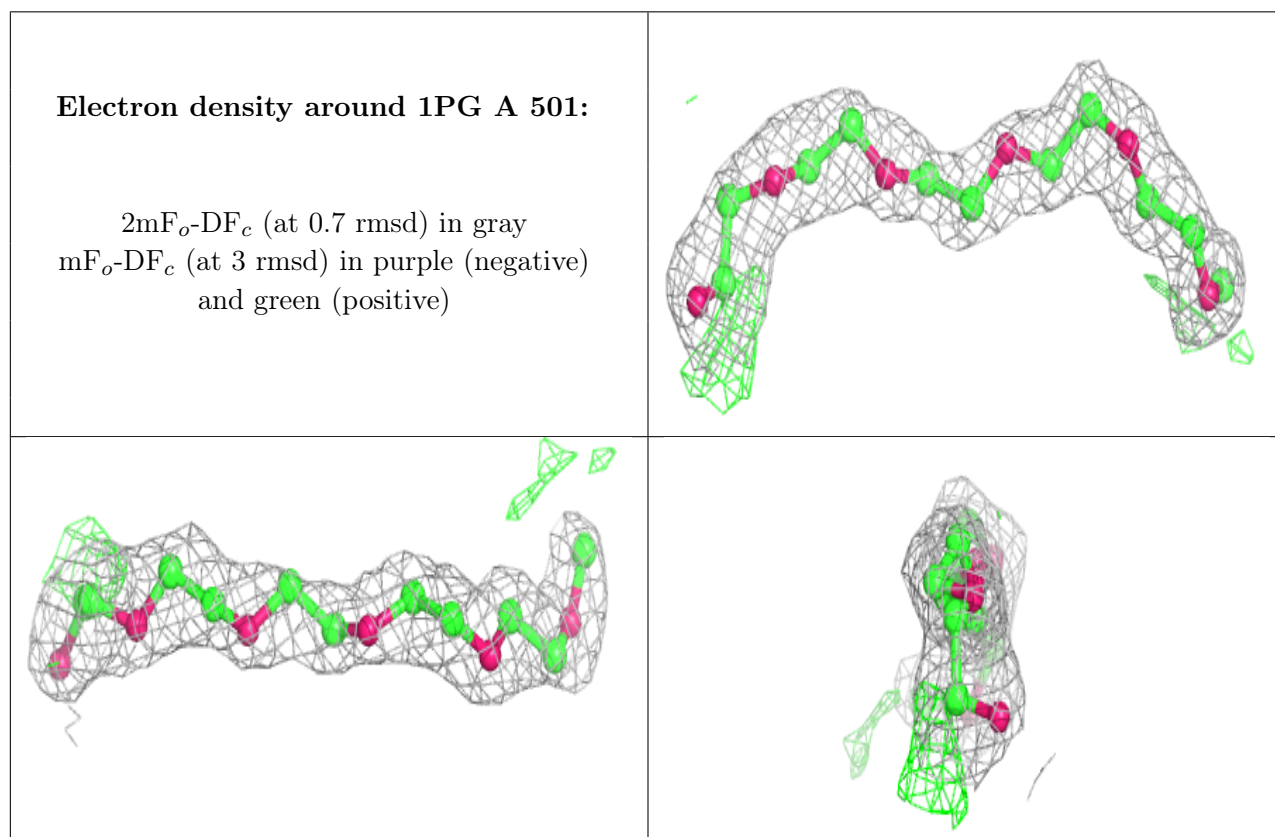 Electron density around 1PG A 501:
2mFo-DFc (at 0.7 rmsd) in gray
mFo-DFc (at 3 rmsd) in purple (negative)
and green (positive)